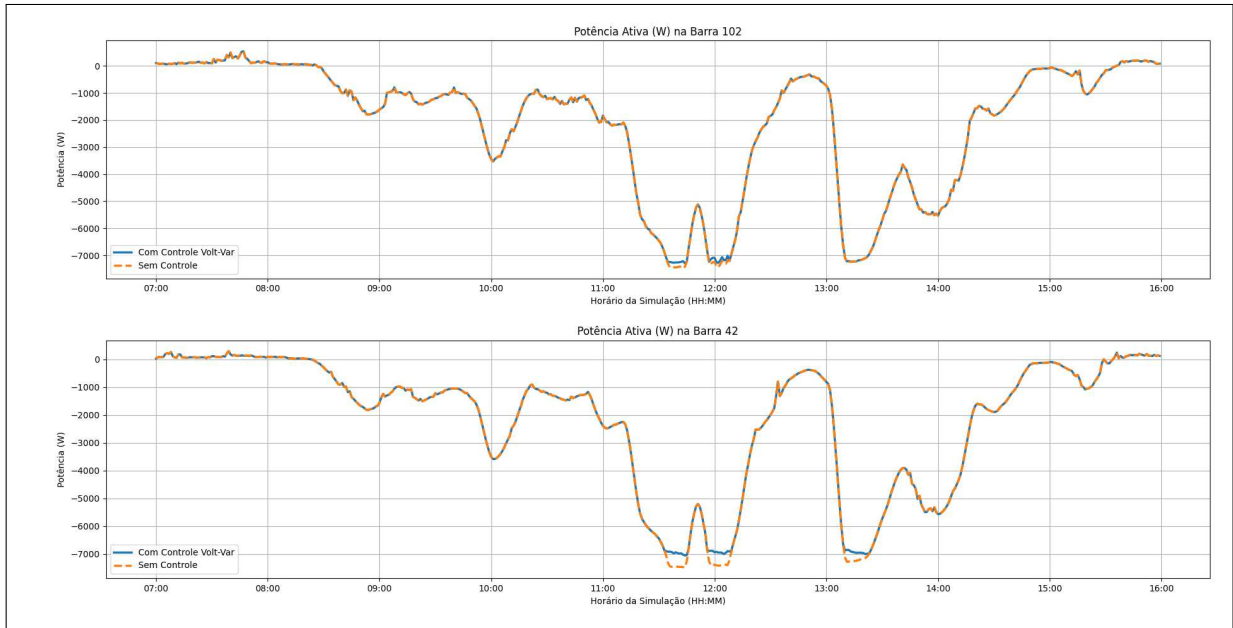 Potência Ativa (W) na Barra 102
Potência (W)
0
−1000
−2000
−3000
−4000
−5000
−6000
−7000
Com Controle Volt-Var
Sem Controle
07:00 08:00 09:00 10:00 11:00 12:00 13:00 14:00 15:00 16:00
Horário da Simulação (HH:MM)
Potência Ativa (W) na Barra 42
Potência (W)
0
−1000
−2000
−3000
−4000
−5000
−6000
−7000
Com Controle Volt-Var
Sem Controle
07:00 08:00 09:00 10:00 11:00 12:00 13:00 14:00 15:00 16:00
Horário da Simulação (HH:MM)